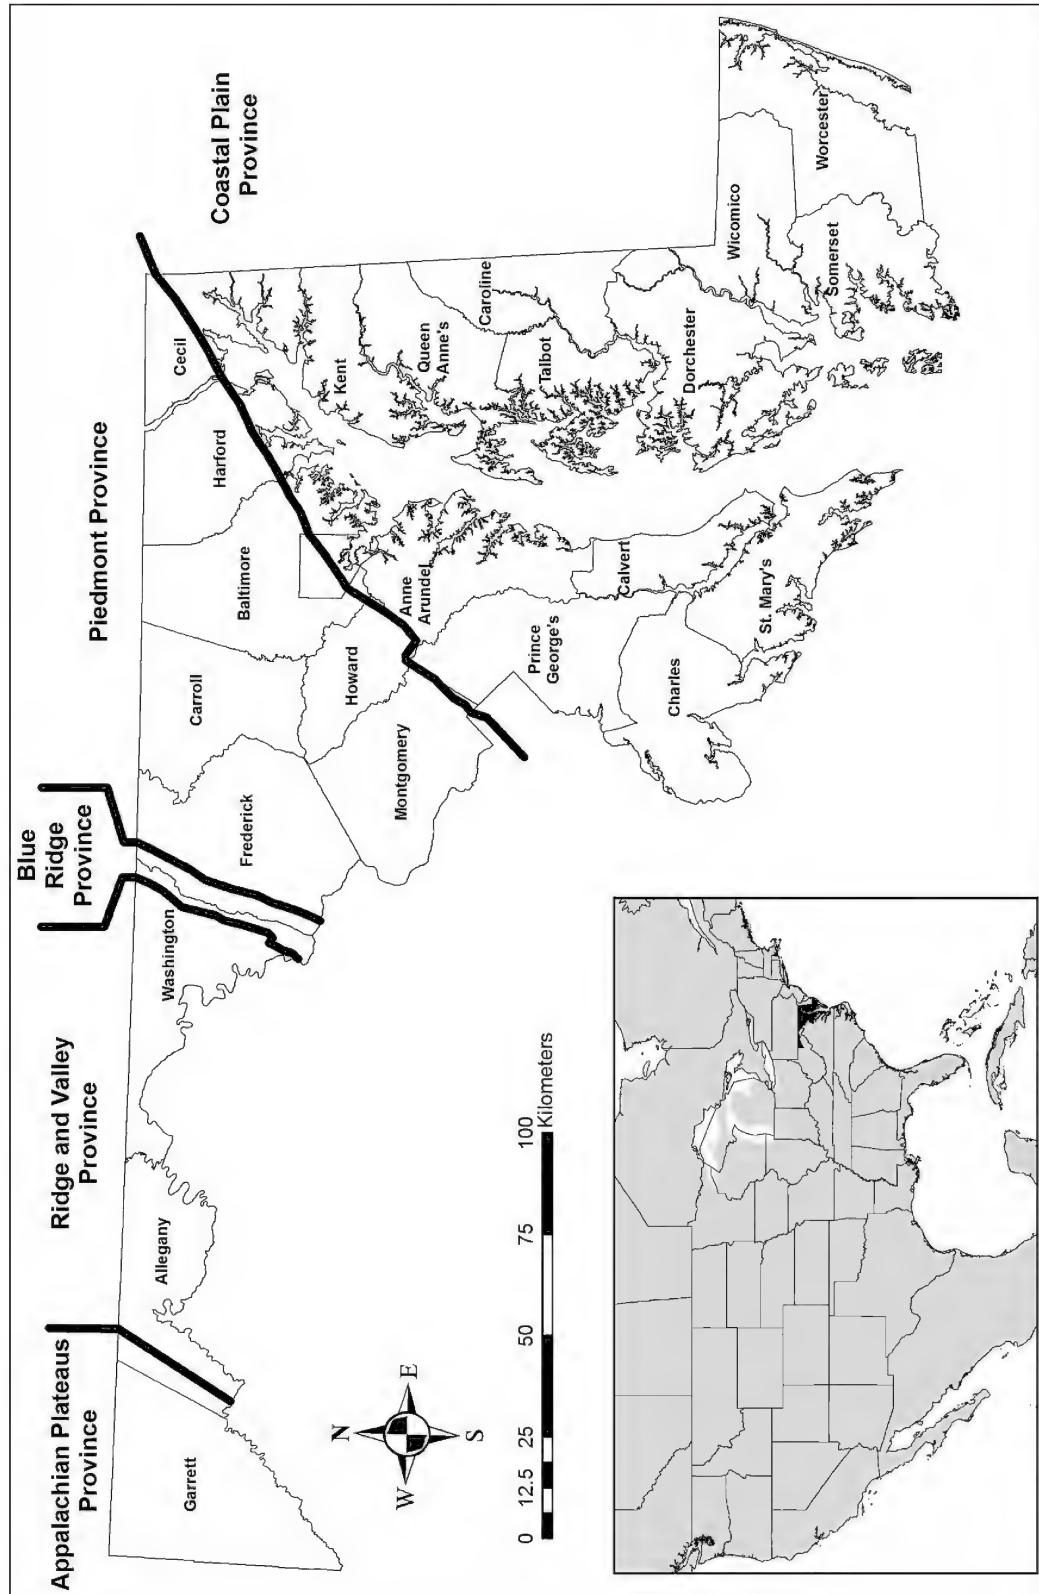 Appalachian Plateaus
Province
Ridge and Valley
Province
Blue
Ridge
Province
Piedmont Province
Coastal Plain
Province
Garrett
Allegany
Washington
Frederick
Carroll
Baltimore
Harford
Cecil
Montgomery
Howard
Anne
Arundel
Kent
Queen
Anne's
Caroline
Talbot
Prince
George's
Calvert
Charles
St. Mary's
Dorchester
Wicomico
Somerset
Worcester
N
W
E
S
0 12.5 25 50 75 100
Kilometers